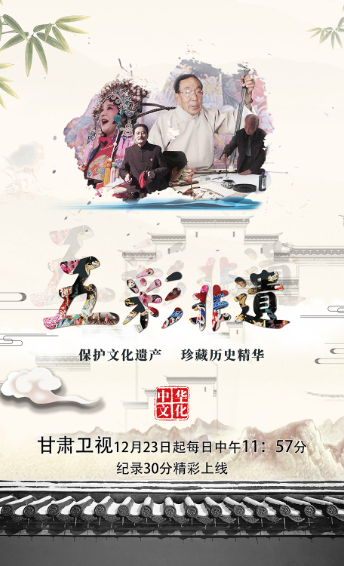 五彩非遺
保护文化遗产 珍藏历史精华
中华
文化
甘肃卫视12月23日起每日中午11：57分
纪录30分精彩上线